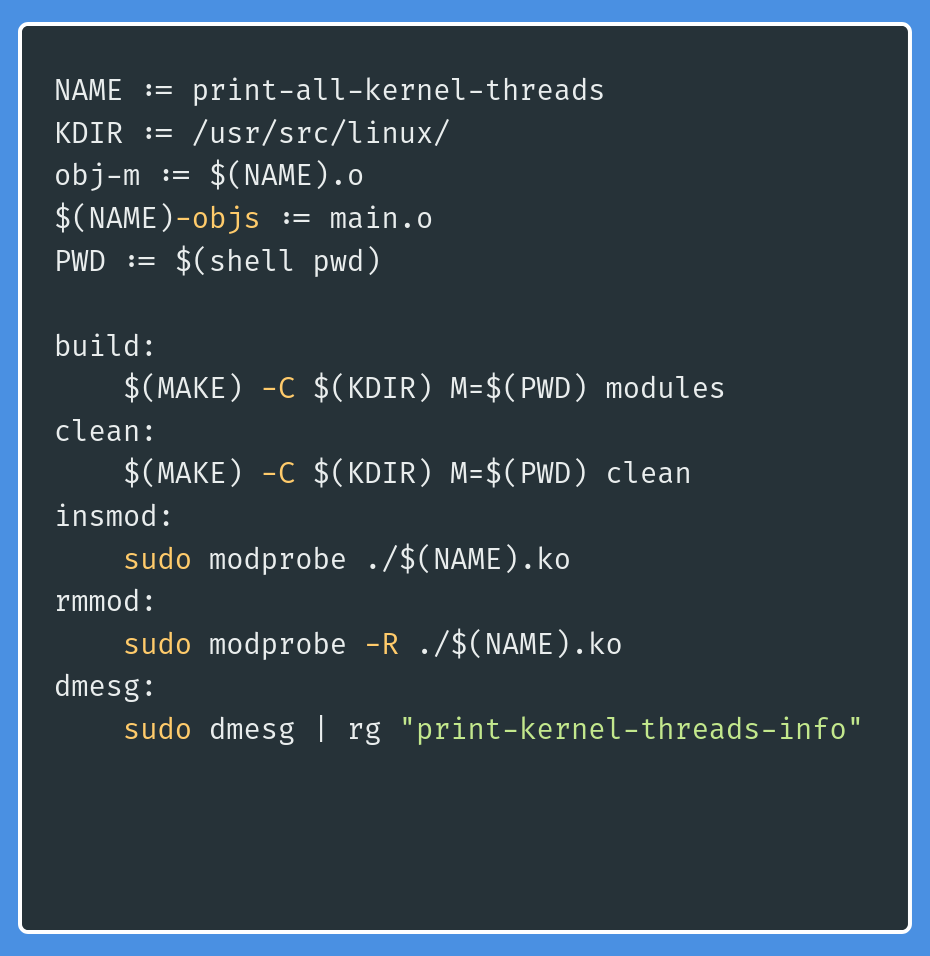 NAME := print-all-kernel-threads
KDIR := /usr/src/linux/
obj-m := $(NAME).o
$(NAME)-objs := main.o
PWD := $(shell pwd)

build:
    $(MAKE) -C $(KDIR) M=$(PWD) modules
clean:
    $(MAKE) -C $(KDIR) M=$(PWD) clean
insmod:
    sudo modprobe ./$(NAME).ko
rmmod:
    sudo modprobe -R ./$(NAME).ko
dmesg:
    sudo dmesg | rg "print-kernel-threads-info"